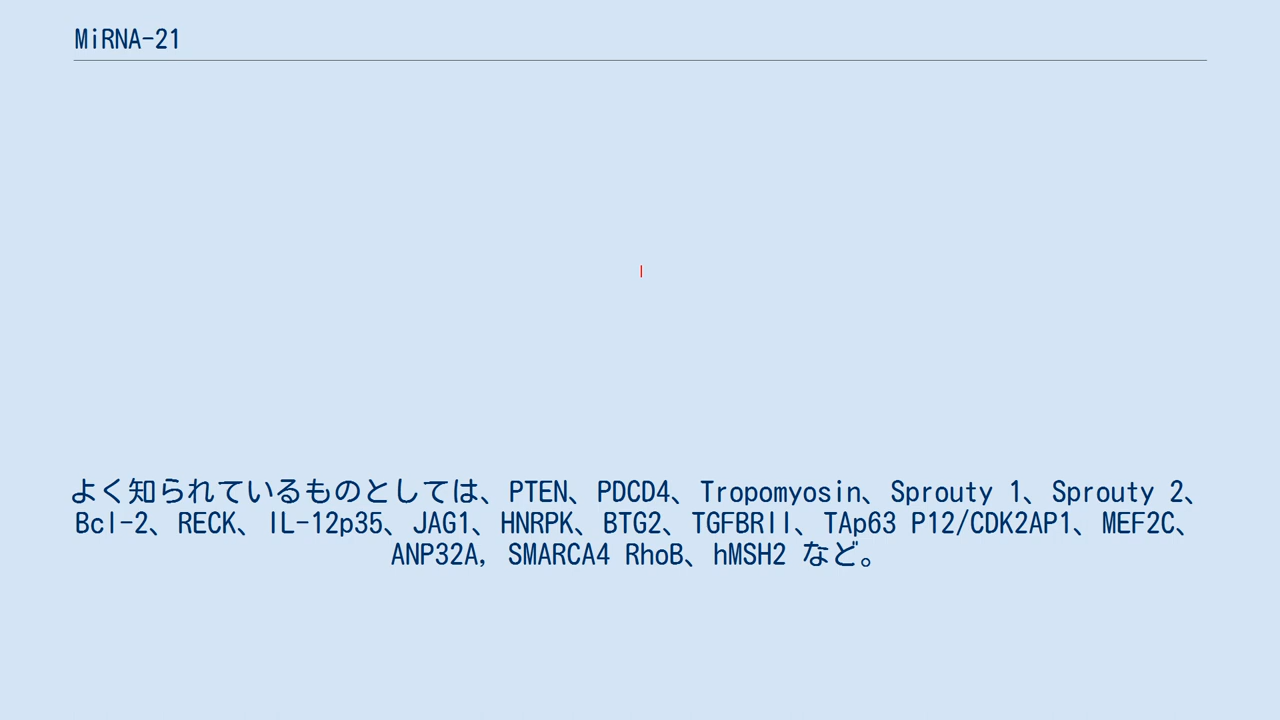 MiRNA-21
よく知られているものとしては、PTEN、PDCD4、Tropomyosin、Sprouty 1、Sprouty 2、
Bcl-2、RECK、IL-12p35、JAG1、HNRPK、BTG2、TGFBRII、TAp63 P12/CDK2AP1、MEF2C、
ANP32A, SMARCA4 RhoB、hMSH2 など。